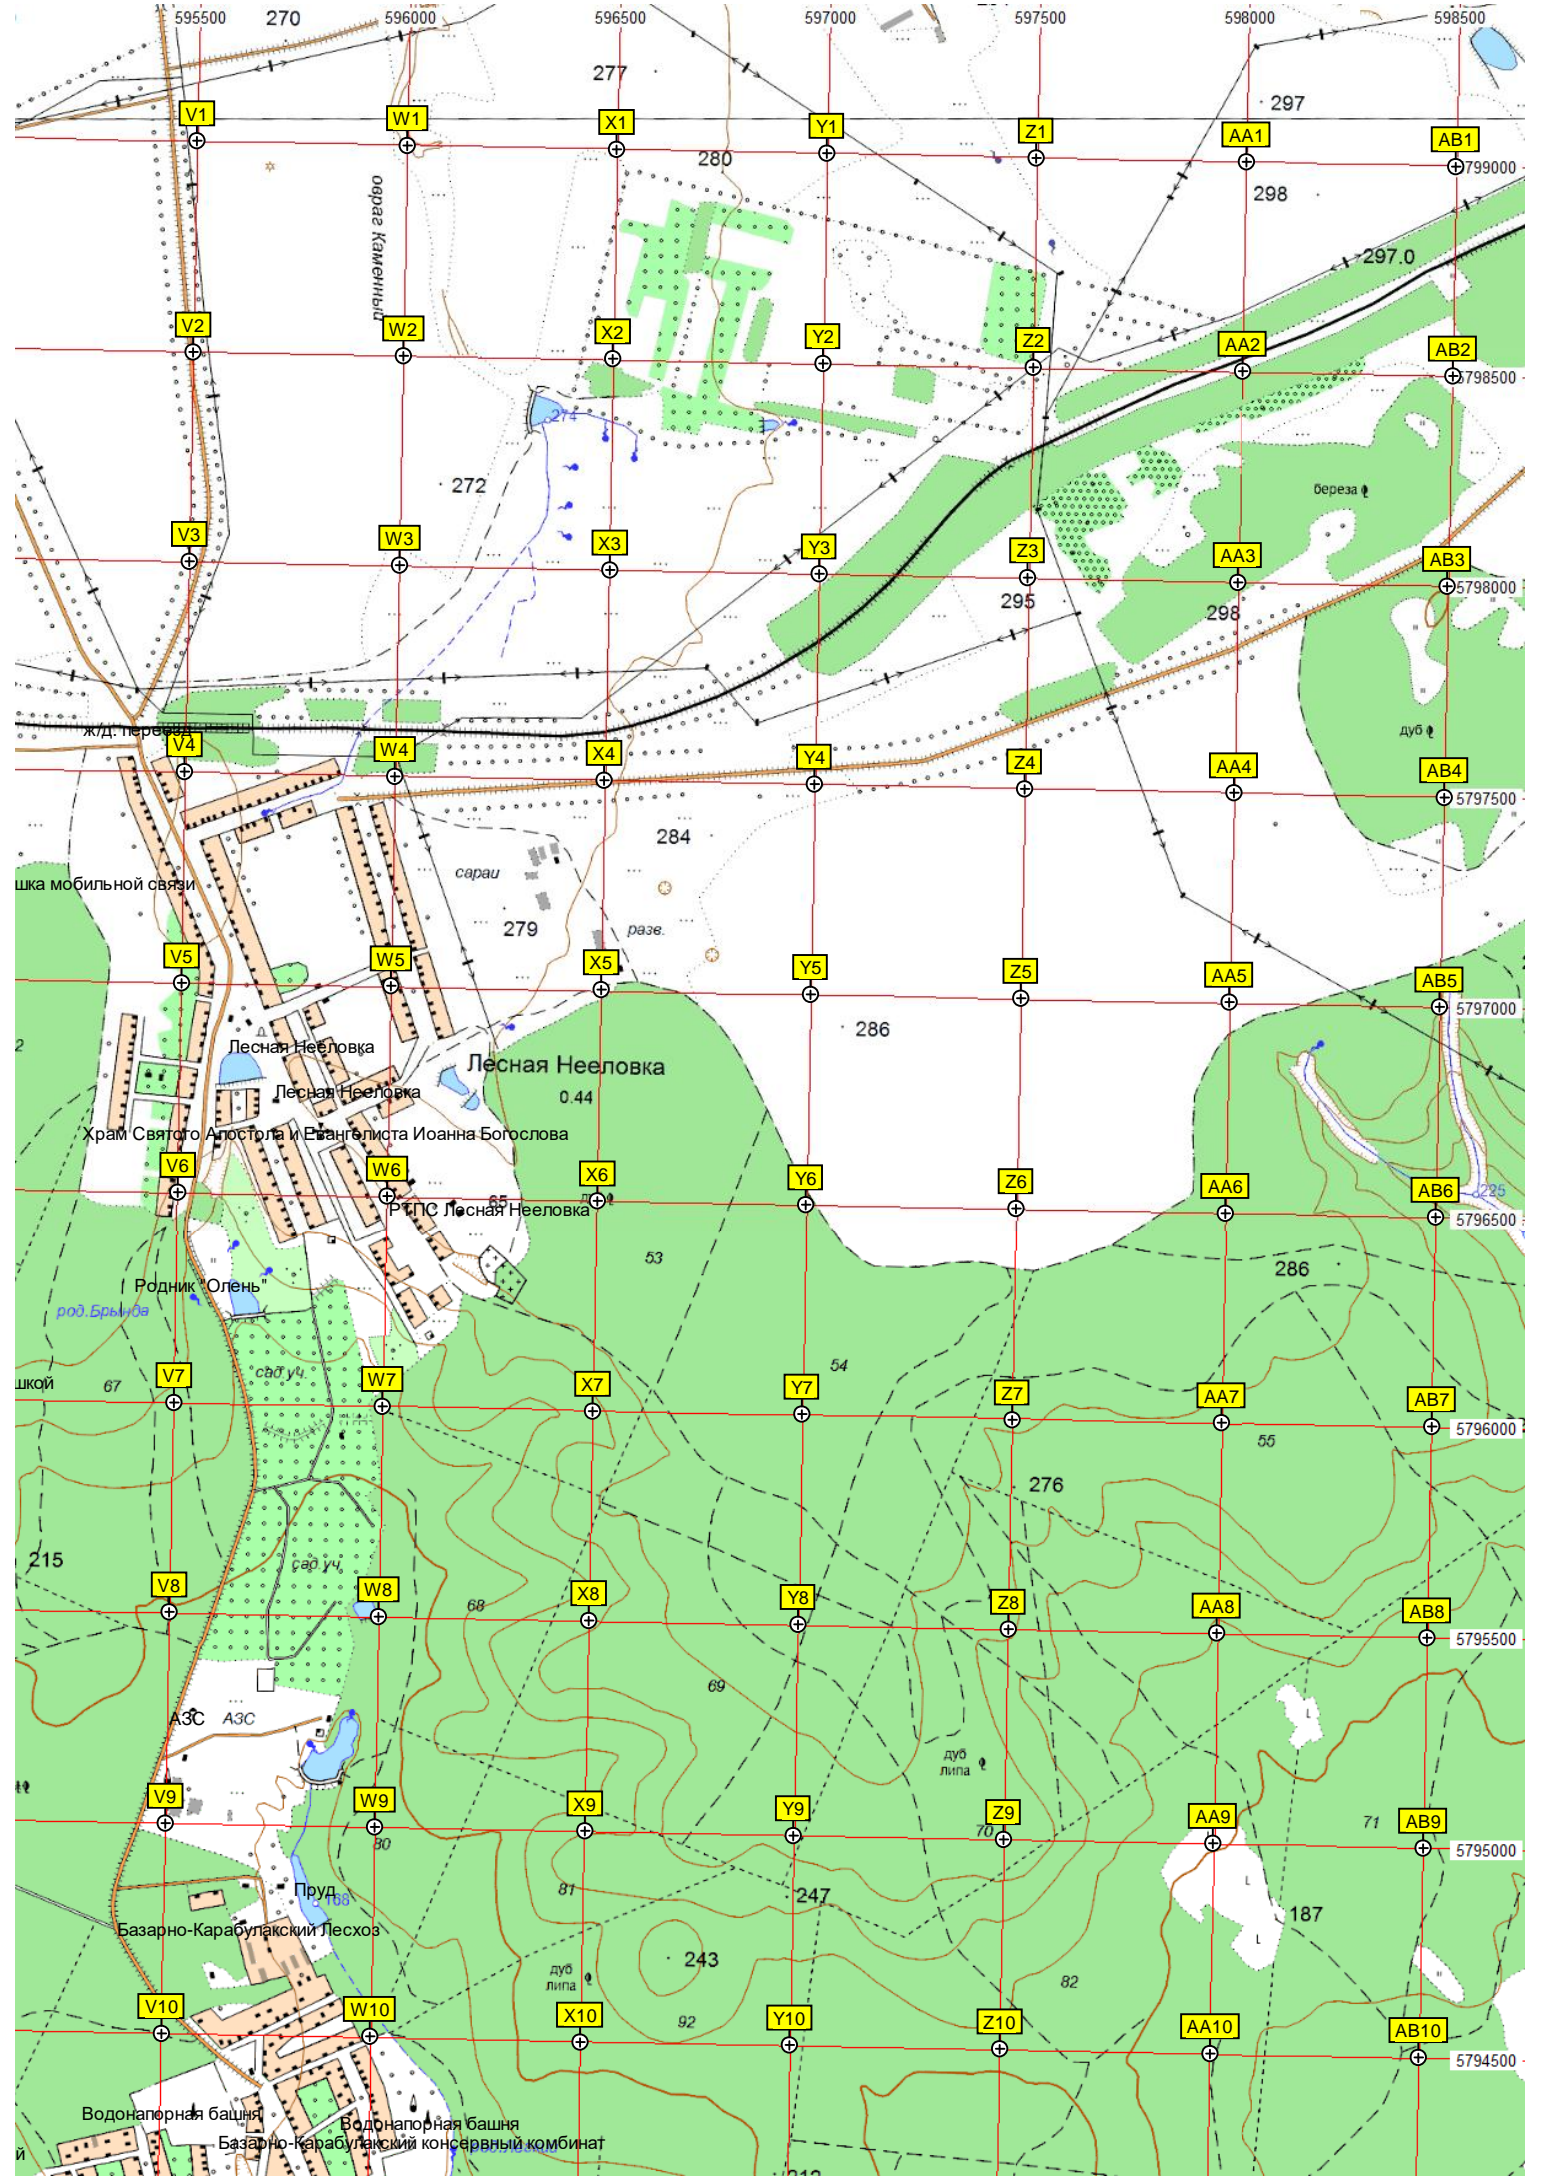 595500 596000 596500 597000 597500 598000 598500
270
277
297
V1 W1 X1 Y1 Z1 AA1 AB1
280
5799000
298
овраг Каменный
297.0
V2 W2 X2 Y2 Z2 AA2 AB2
5798500
274
272
береза
V3 W3 X3 Y3 Z3 AA3 AB3
5798000
295
298
ж/д. переезд
дуб
V4 W4 X4 Y4 Z4 AA4 AB4
5797500
284
сараи
шка мобильной связи
279
разв.
V5 W5 X5 Y5 Z5 AA5 AB5
5797000
286
2
Лесная Нееловка
Лесная Нееловка
0.44
Лесная Нееловка
Храм Святого Апостола и Евангелиста Иоанна Богослова
V6 W6 X6 Y6 Z6 AA6 AB6
225
65
РТПС Лесная Нееловка
5796500
53
286
Родник "Олень"
род.Брында
54
сад.уч.
шкой
67
V7 W7 X7 Y7 Z7 AA7 AB7
5796000
55
276
215
сад.уч.
V8 W8 X8 Y8 Z8 AA8 AB8
68
5795500
69
АЗС АЗС
дуб
липа
V9 W9 X9 Y9 Z9 AA9 AB9
71
70
80
5795000
81
Пруд
168
247
187
Базарно-Карабулакский Лесхоз
243
дуб
липа
82
V10 W10 X10 Y10 Z10 AA10 AB10
92
5794500
Водонапорная башня
Водонапорная башня
Базарно-Карабулакский консервный комбинат
й
212